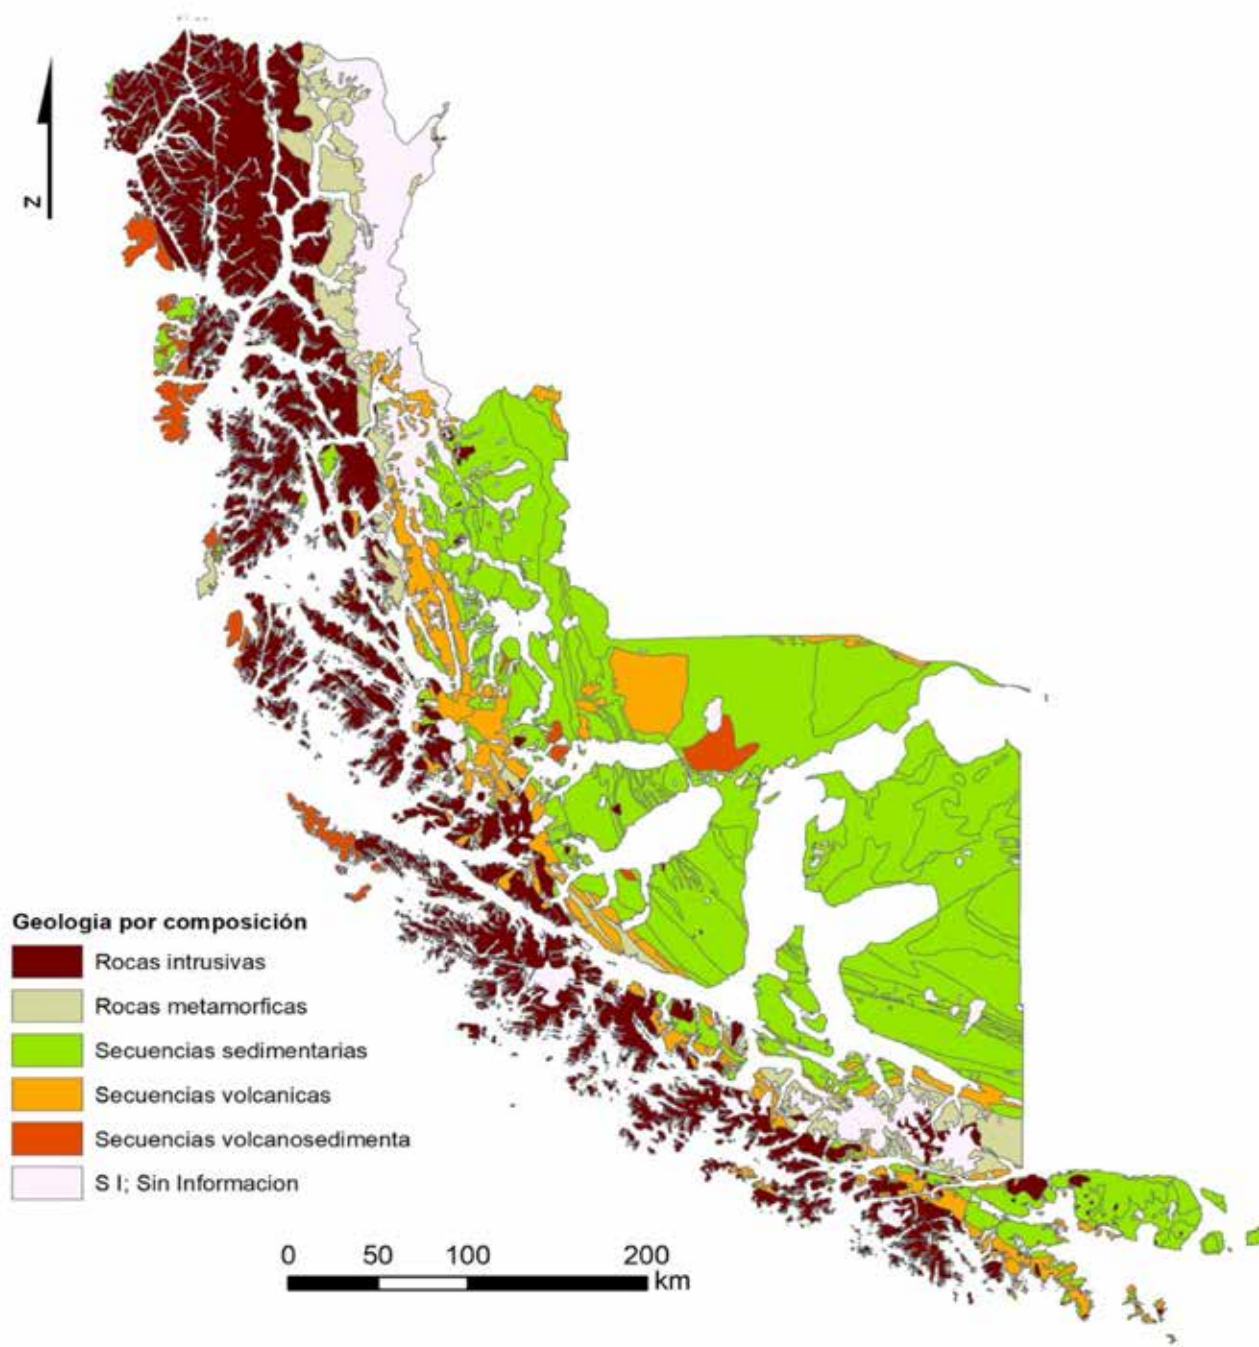 N
Geologia por composición
Rocas intrusivas
Rocas metamorficas
Secuencias sedimentarias
Secuencias volcanicas
Secuencias volcanosedimenta
S I; Sin Informacion
0 50 100 200
km